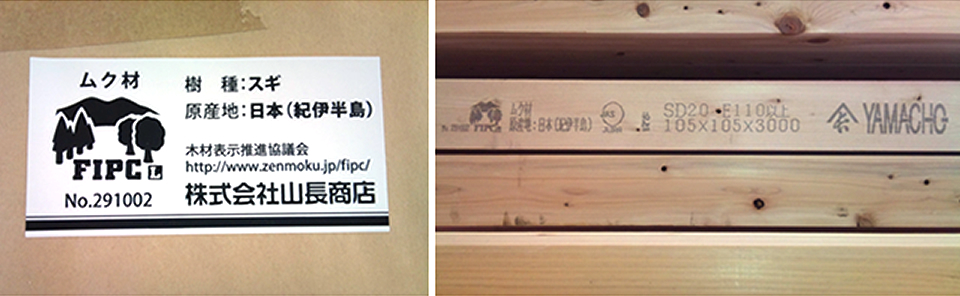 ムク材
FIPC L
No.291002
樹　種：スギ
原産地：日本（紀伊半島）
木材表示推進協議会
http://www.zenmoku.jp/fipc/
株式会社山長商店
ムク材
原産地：日本（紀伊半島）
FIPC
JAS
SD20 E110以上
105×105×3000
YAMACHO